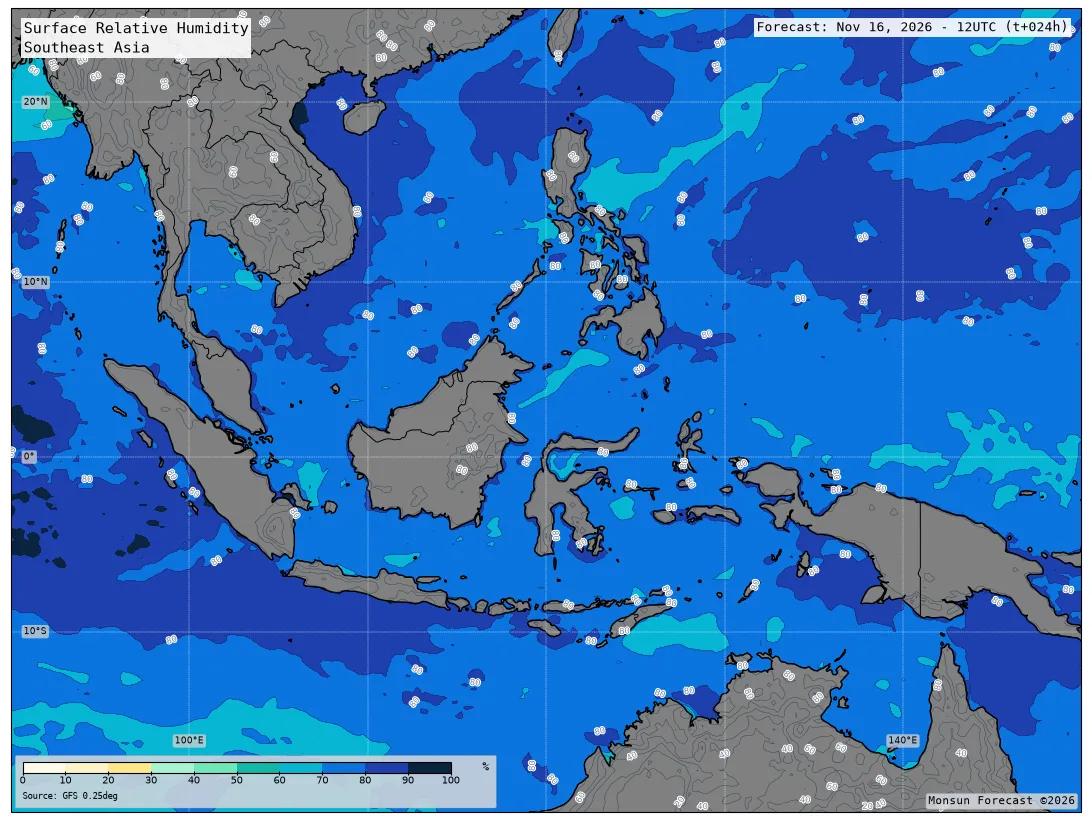 Surface Relative Humidity
Southeast Asia
Forecast: Nov 16, 2026 - 12UTC (t+024h)
20°N
10°N
0°
10°S
100°E
140°E
0 10 20 30 40 50 60 70 80 90 100
%
Source: GFS 0.25deg
Monsun Forecast ©2026